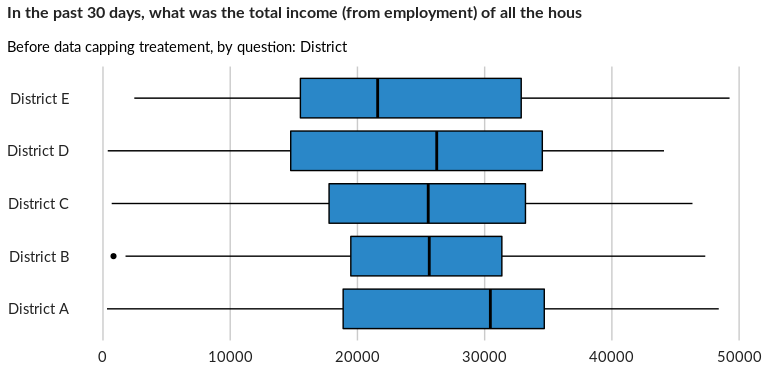 In the past 30 days, what was the total income (from employment) of all the hous
Before data capping treatement, by question: District
District E
District D
District C
District B
District A
0 10000 20000 30000 40000 50000